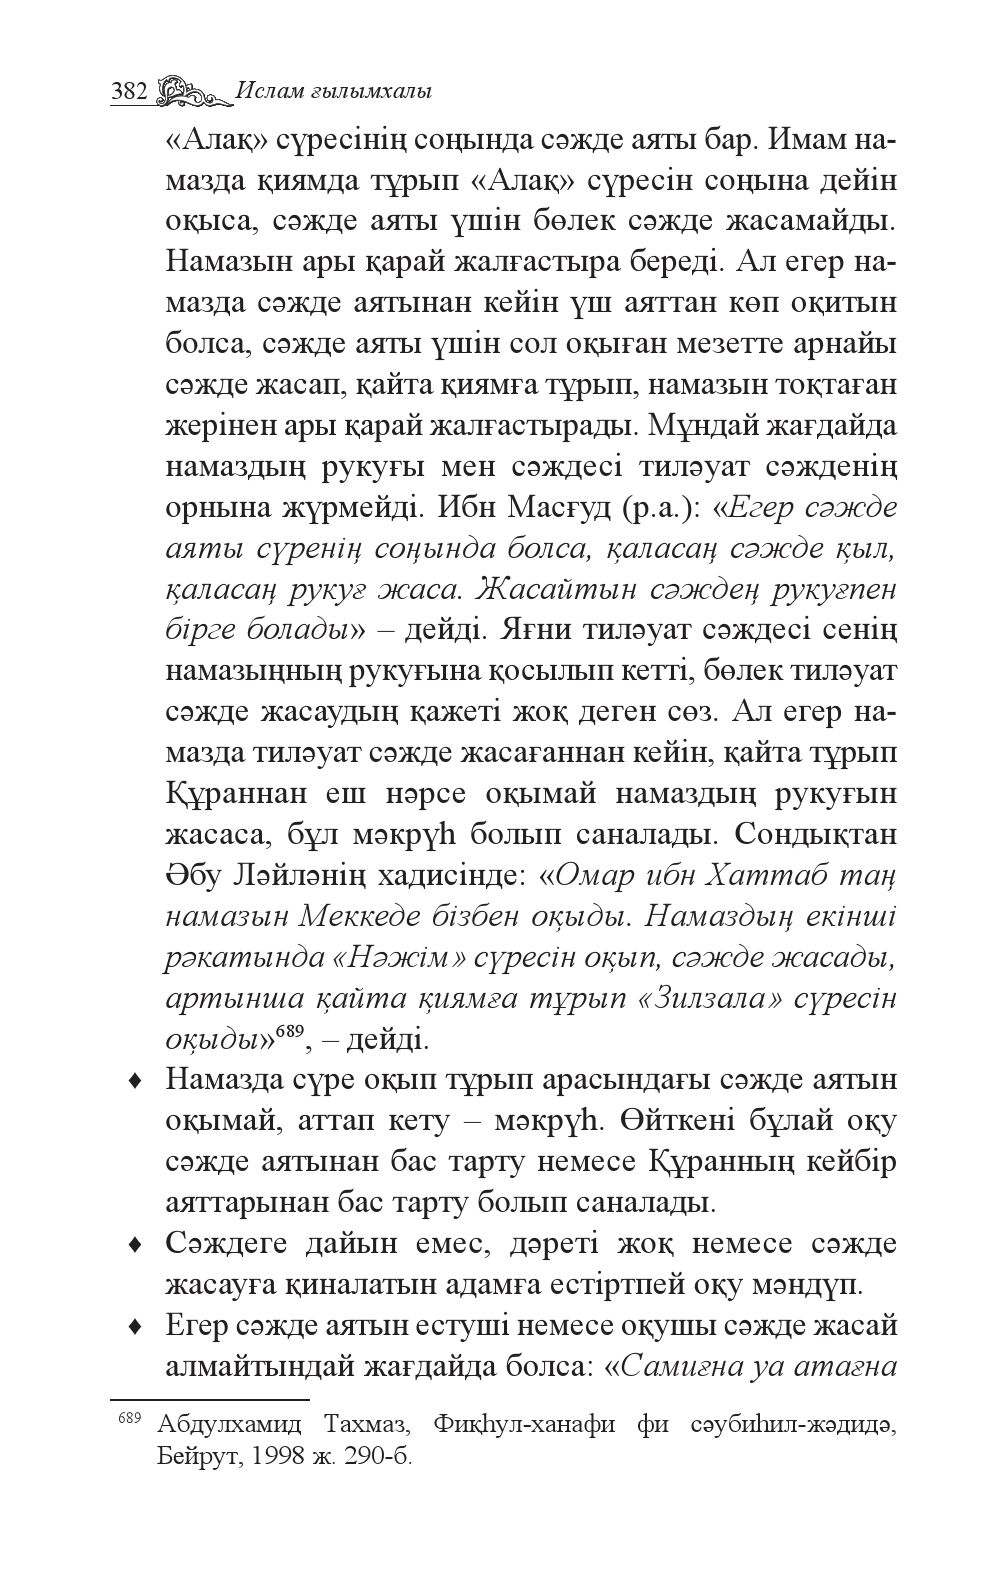 382 Ислам ғылымхалы
«Алақ» сүресінің соңында сәжде аяты бар. Имам на-
мазда қиямда тұрып «Алақ» сүресін соңына дейін
оқыса, сәжде аяты үшін бөлек сәжде жасамайды.
Намазын ары қарай жалғастыра береді. Ал егер на-
мазда сәжде аятынан кейін үш аяттан көп оқитын
болса, сәжде аяты үшін сол оқыған мезетте арнайы
сәжде жасап, қайта қиямға тұрып, намазын тоқтаған
жерінен ары қарай жалғастырады. Мұндай жағдайда
намаздың рукуғы мен сәждесі тиләуат сәжденің
орнына жүрмейді. Ибн Масғуд (р.а.): «Егер сәжде
аяты сүренің соңында болса, қаласаң сәжде қыл,
қаласаң рукуғ жаса. Жасайтын сәждең рукуғпен
бірге болады» – дейді. Яғни тиләуат сәждесі сенің
намазыңның рукуғына қосылып кетті, бөлек тиләуат
сәжде жасаудың қажеті жоқ деген сөз. Ал егер на-
мазда тиләуат сәжде жасағаннан кейін, қайта тұрып
Құраннан еш нәрсе оқымай намаздың рукуғын
жасаса, бұл мәкрүһ болып саналады. Сондықтан
Әбу Ләйләнің хадисінде: «Омар ибн Хаттаб таң
намазын Меккеде бізбен оқыды. Намаздың екінші
рәкатында «Нәжім» сүресін оқып, сәжде жасады,
артынша қайта қиямға тұрып «Зилзала» сүресін
оқыды»⁶⁸⁹, – дейді.
♦ Намазда сүре оқып тұрып арасындағы сәжде аятын
оқымай, аттап кету – мәкрүһ. Өйткені бұлай оқу
сәжде аятынан бас тарту немесе Құранның кейбір
аяттарынан бас тарту болып саналады.
♦ Сәждеге дайын емес, дәреті жоқ немесе сәжде
жасауға қиналатын адамға естіртпей оқу мәндүп.
♦ Егер сәжде аятын естуші немесе оқушы сәжде жасай
алмайтындай жағдайда болса: «Самиғна уа атағна
⁶⁸⁹ Абдулхамид Тахмаз, Фиқһул-ханафи фи сәубиһил-жәдидә,
Бейрут, 1998 ж. 290-б.